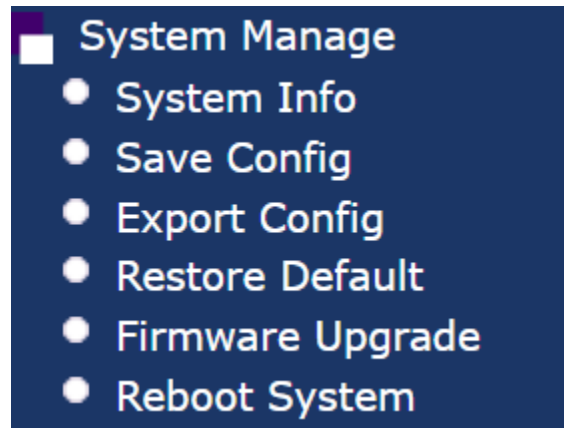 System Manage
System Info
Save Config
Export Config
Restore Default
Firmware Upgrade
Reboot System